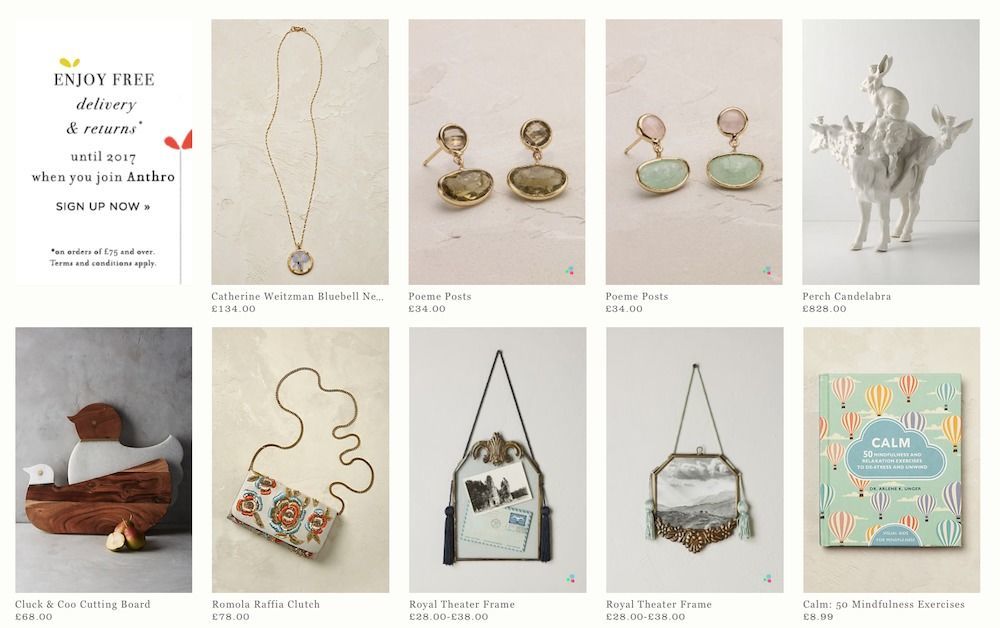 ENJOY FREE
delivery
& returns*
until 2017
when you join Anthro
SIGN UP NOW »
*on orders of £75 and over.
Terms and conditions apply.
Catherine Weitzman Bluebell Ne...
£134.00
Poeme Posts
£34.00
Poeme Posts
£34.00
Perch Candelabra
£828.00
Cluck & Coo Cutting Board
£68.00
Romola Raffia Clutch
£78.00
Royal Theater Frame
£28.00-£38.00
Royal Theater Frame
£28.00-£38.00
CALM
50 MINDFULNESS AND
RELAXATION EXERCISES
TO DE-STRESS AND UNWIND
DR. ARLENE K. UNGER
VISUAL AIDS
FOR MINDFULNESS
Calm: 50 Mindfulness Exercises
£8.99